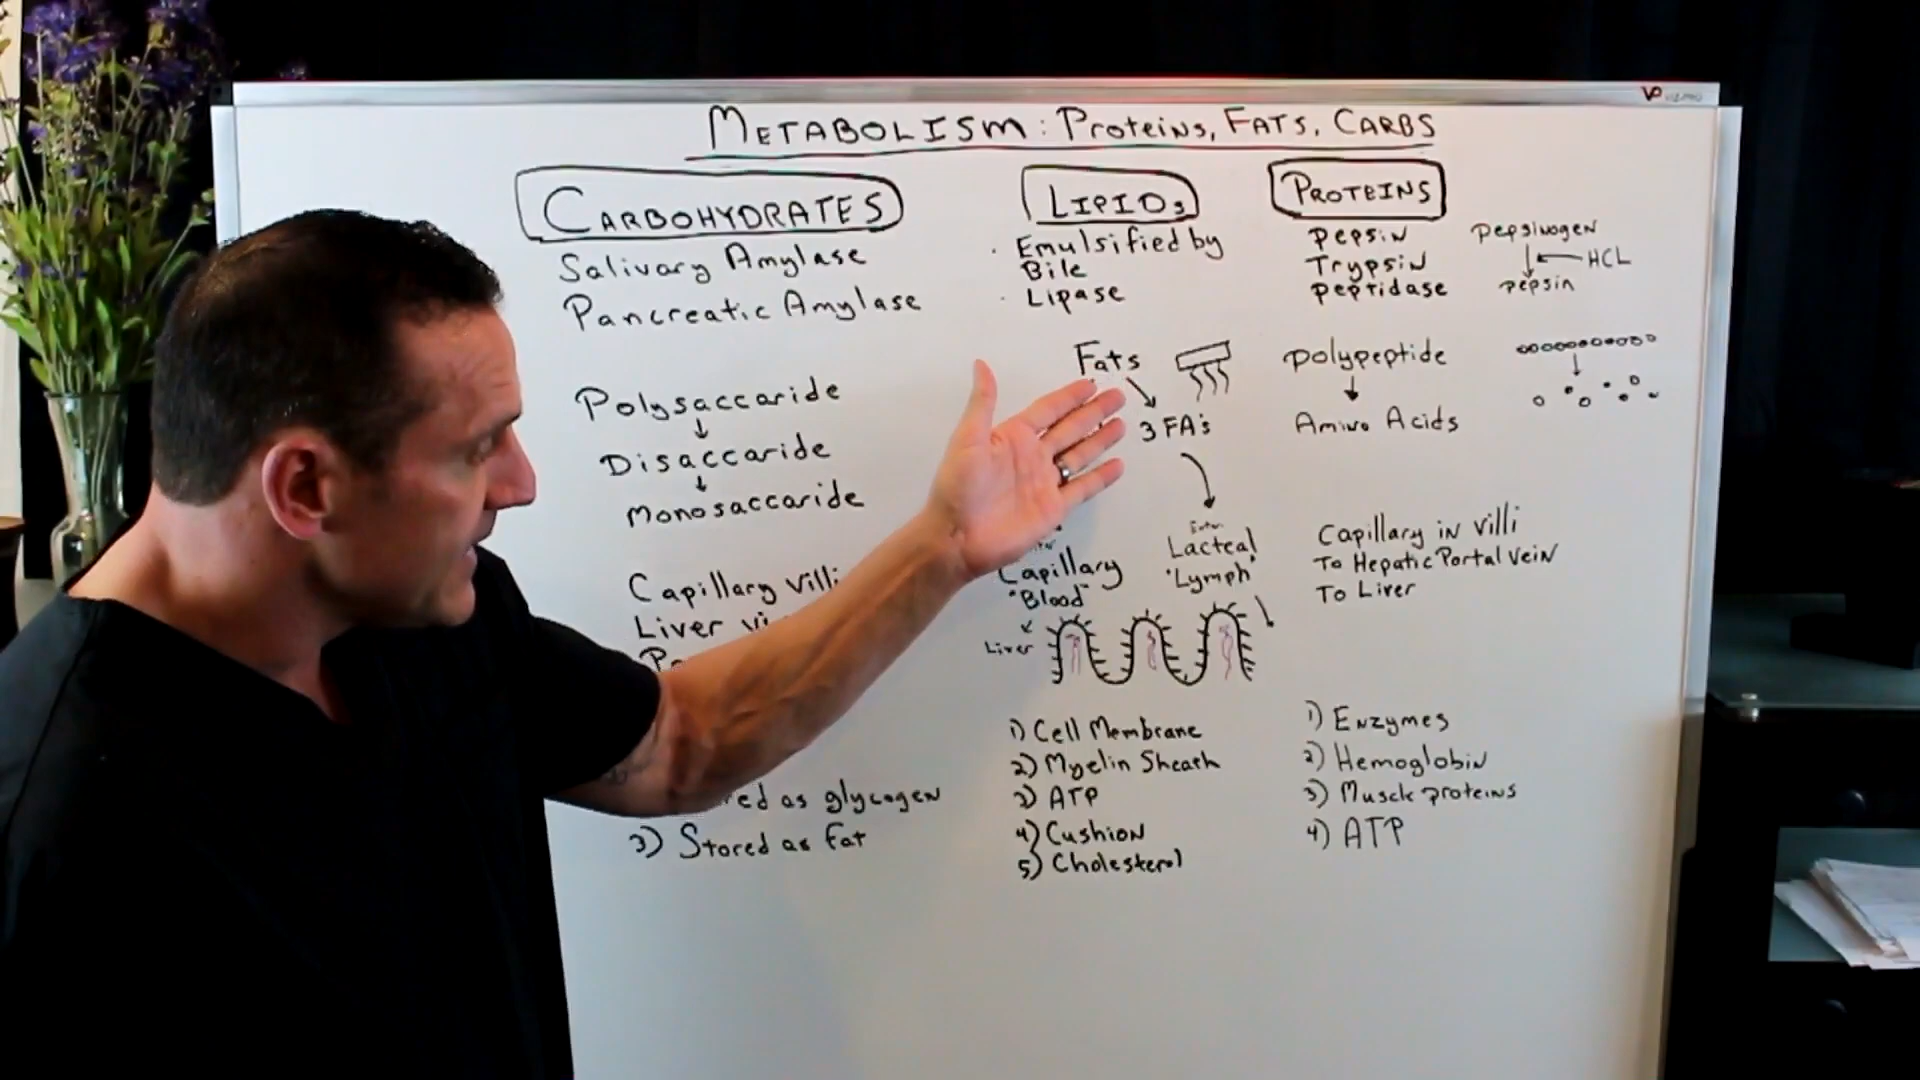 METABOLISM: Proteins, FATS, CARBS
CARBOHYDRATES
Salivary Amylase
Pancreatic Amylase
Polysaccaride
Disaccaride
Monosaccaride
Capillary villi
Liver
glycogen
3) Stored as fat
LIPIDs
· Emulsified by
Bile
· Lipase
Fats
3 FA's
Capillary
"Blood"
Liver
Enter
Lacteal
"Lymph"
1) Cell Membrane
2) Myelin Sheath
3) ATP
4) Cushion
5) Cholesterol
PROTEINS
Pepsin
Trypsin
Peptidase
Pepsinogen
HCL
pepsin
polypeptide
Amino Acids
Capillary in villi
To Hepatic Portal Vein
To Liver
1) Enzymes
2) Hemoglobin
3) Muscle proteins
4) ATP